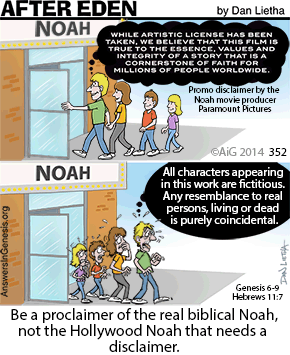 AFTER EDEN
by Dan Lietha
NOAH
WHILE ARTISTIC LICENSE HAS BEEN
TAKEN, WE BELIEVE THAT THIS FILM IS
TRUE TO THE ESSENCE, VALUES AND
INTEGRITY OF A STORY THAT IS A
CORNERSTONE OF FAITH FOR
MILLIONS OF PEOPLE WORLDWIDE.
Promo disclaimer by the
Noah movie producer
Paramount Pictures
©AiG 2014 352
NOAH
All characters appearing
in this work are fictitious.
Any resemblance to real
persons, living or dead
is purely coincidental.
AnswersInGenesis.org
DAN LIETHA
Genesis 6-9
Hebrews 11:7
Be a proclaimer of the real biblical Noah,
not the Hollywood Noah that needs a
disclaimer.